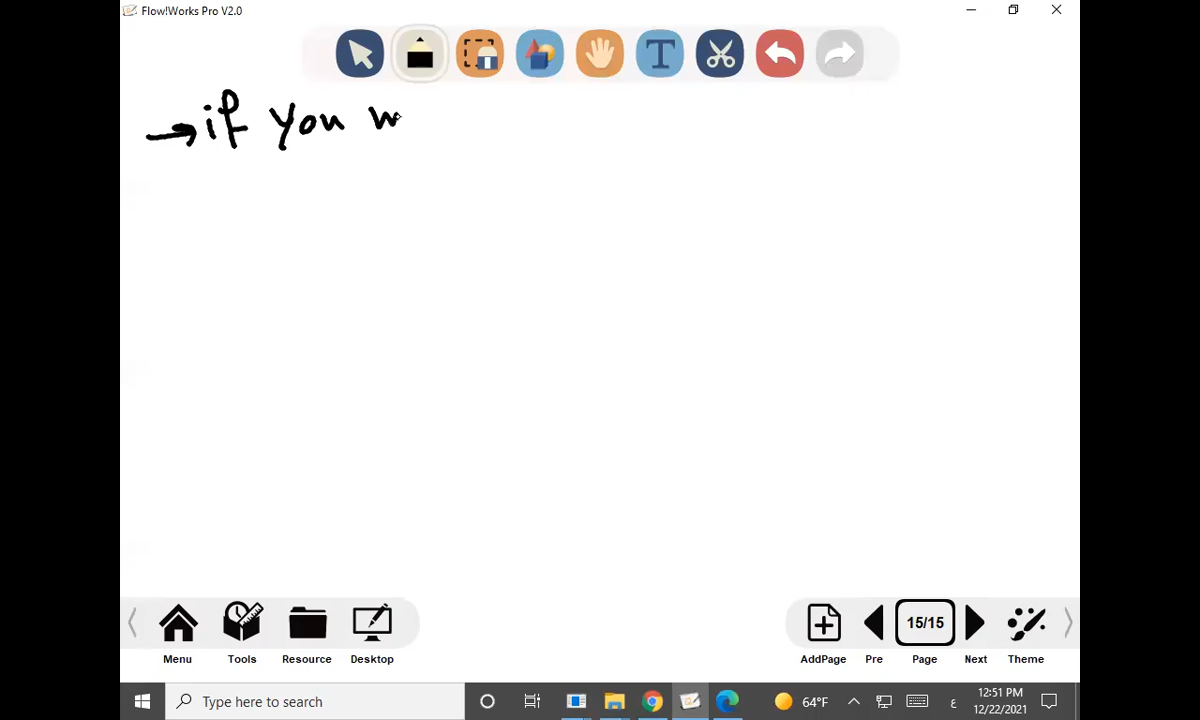 Flow!Works Pro V2.0
→if you w
Menu Tools Resource Desktop AddPage Pre 15/15 Page Next Theme
Type here to search 64°F ع 12:51 PM
12/22/2021